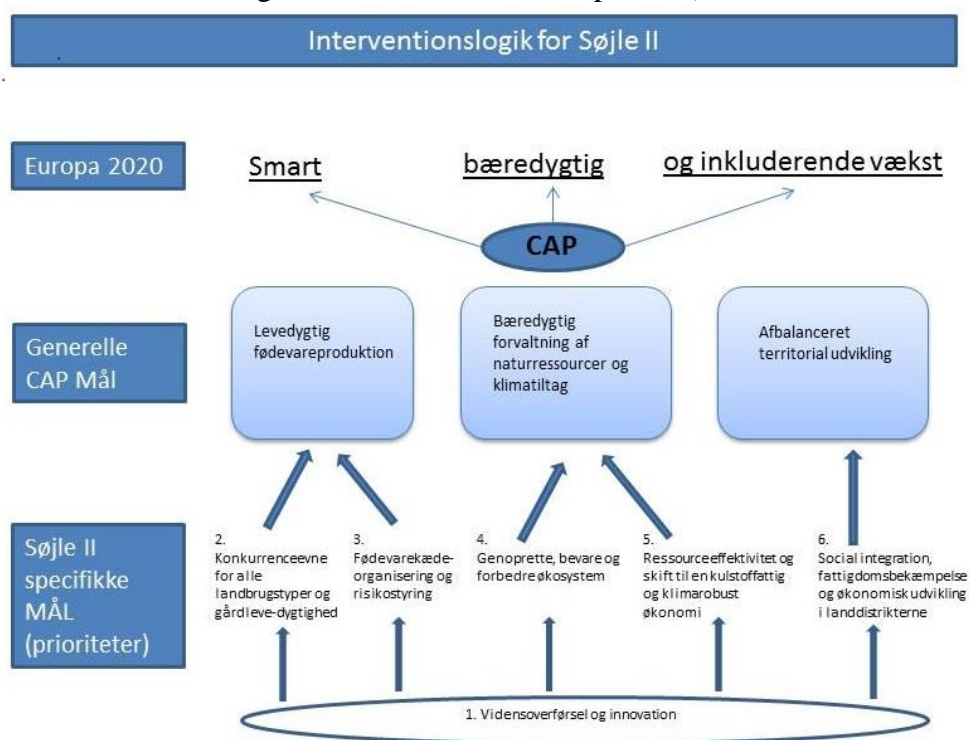 Interventionslogik for Søjle II
Europa 2020
Smart
bæredygtig
og inkluderende vækst
CAP
Generelle
CAP Mål
Levedygtig
fødevareproduktion
Bæredygtig
forvaltning af
naturressourcer og
klimatiltag
Afbalanceret
territorial udvikling
Søjle II
specifikke
MÅL
(prioriteter)
2.
Konkurrenceevne
for alle
landbrugstyper og
gårdleve-dygtighed
3.
Fødevarekæde-
organisering og
risikostyring
4.
Genoprette, bevare og
forbedre økosystem
5.
Ressourceeffektivitet og
skift til en kulstoffattig
og klimarobust
økonomi
6.
Social integration,
fattigdomsbekæmpelse
og økonomisk udvikling
i landdistrikterne
1. Vidensoverførsel og innovation